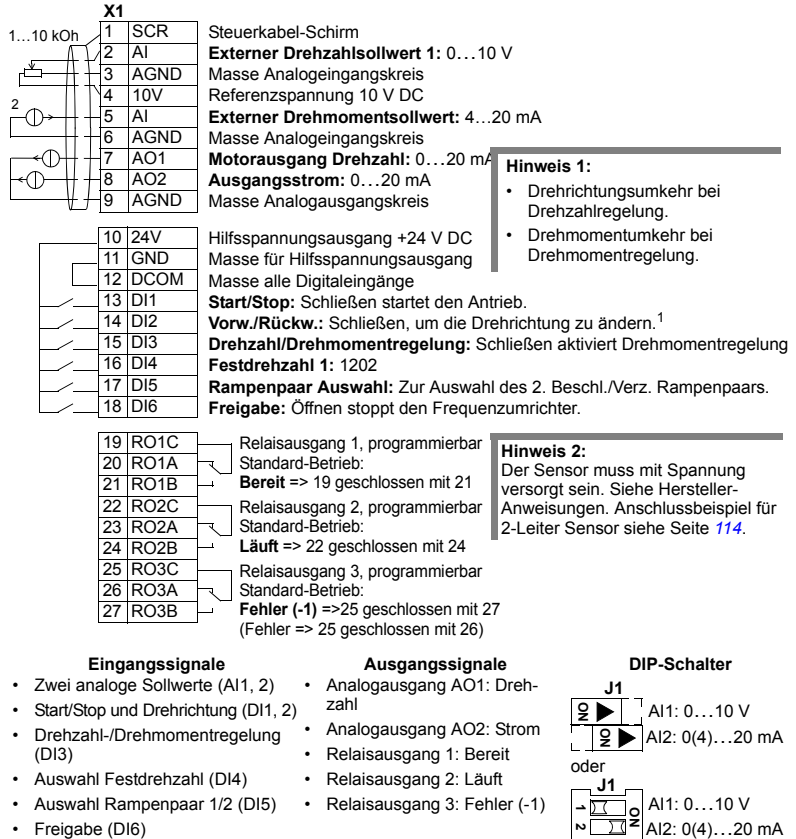 X1
1…10 kOh
1 SCR Steuerkabel-Schirm
2 AI Externer Drehzahlsollwert 1: 0…10 V
3 AGND Masse Analogeingangskreis
4 10V Referenzspannung 10 V DC
2
5 AI Externer Drehmomentsollwert: 4…20 mA
6 AGND Masse Analogeingangskreis
7 AO1 Motorausgang Drehzahl: 0…20 mA
8 AO2 Ausgangsstrom: 0…20 mA
9 AGND Masse Analogausgangskreis
Hinweis 1:
• Drehrichtungsumkehr bei
Drehzahlregelung.
• Drehmomentumkehr bei
Drehmomentregelung.
10 24V Hilfsspannungsausgang +24 V DC
11 GND Masse für Hilfsspannungsausgang
12 DCOM Masse alle Digitaleingänge
13 DI1 Start/Stop: Schließen startet den Antrieb.
14 DI2 Vorw./Rückw.: Schließen, um die Drehrichtung zu ändern.1
15 DI3 Drehzahl/Drehmomentregelung: Schließen aktiviert Drehmomentregelung
16 DI4 Festdrehzahl 1: 1202
17 DI5 Rampenpaar Auswahl: Zur Auswahl des 2. Beschl./Verz. Rampenpaars.
18 DI6 Freigabe: Öffnen stoppt den Frequenzumrichter.
19 RO1C Relaisausgang 1, programmierbar
20 RO1A Standard-Betrieb:
21 RO1B Bereit => 19 geschlossen mit 21
22 RO2C Relaisausgang 2, programmierbar
23 RO2A Standard-Betrieb:
24 RO2B Läuft => 22 geschlossen mit 24
25 RO3C Relaisausgang 3, programmierbar
26 RO3A Standard-Betrieb:
27 RO3B Fehler (-1) =>25 geschlossen mit 27
(Fehler => 25 geschlossen mit 26)
Hinweis 2:
Der Sensor muss mit Spannung
versorgt sein. Siehe Hersteller-
Anweisungen. Anschlussbeispiel für
2-Leiter Sensor siehe Seite 114.
Eingangssignale
• Zwei analoge Sollwerte (AI1, 2)
• Start/Stop und Drehrichtung (DI1, 2)
• Drehzahl-/Drehmomentregelung
(DI3)
• Auswahl Festdrehzahl (DI4)
• Auswahl Rampenpaar 1/2 (DI5)
• Freigabe (DI6)
Ausgangssignale
• Analogausgang AO1: Dreh-
zahl
• Analogausgang AO2: Strom
• Relaisausgang 1: Bereit
• Relaisausgang 2: Läuft
• Relaisausgang 3: Fehler (-1)
DIP-Schalter
J1
ON AI1: 0…10 V
ON AI2: 0(4)…20 mA
oder
J1
1 ON AI1: 0…10 V
2 AI2: 0(4)…20 mA